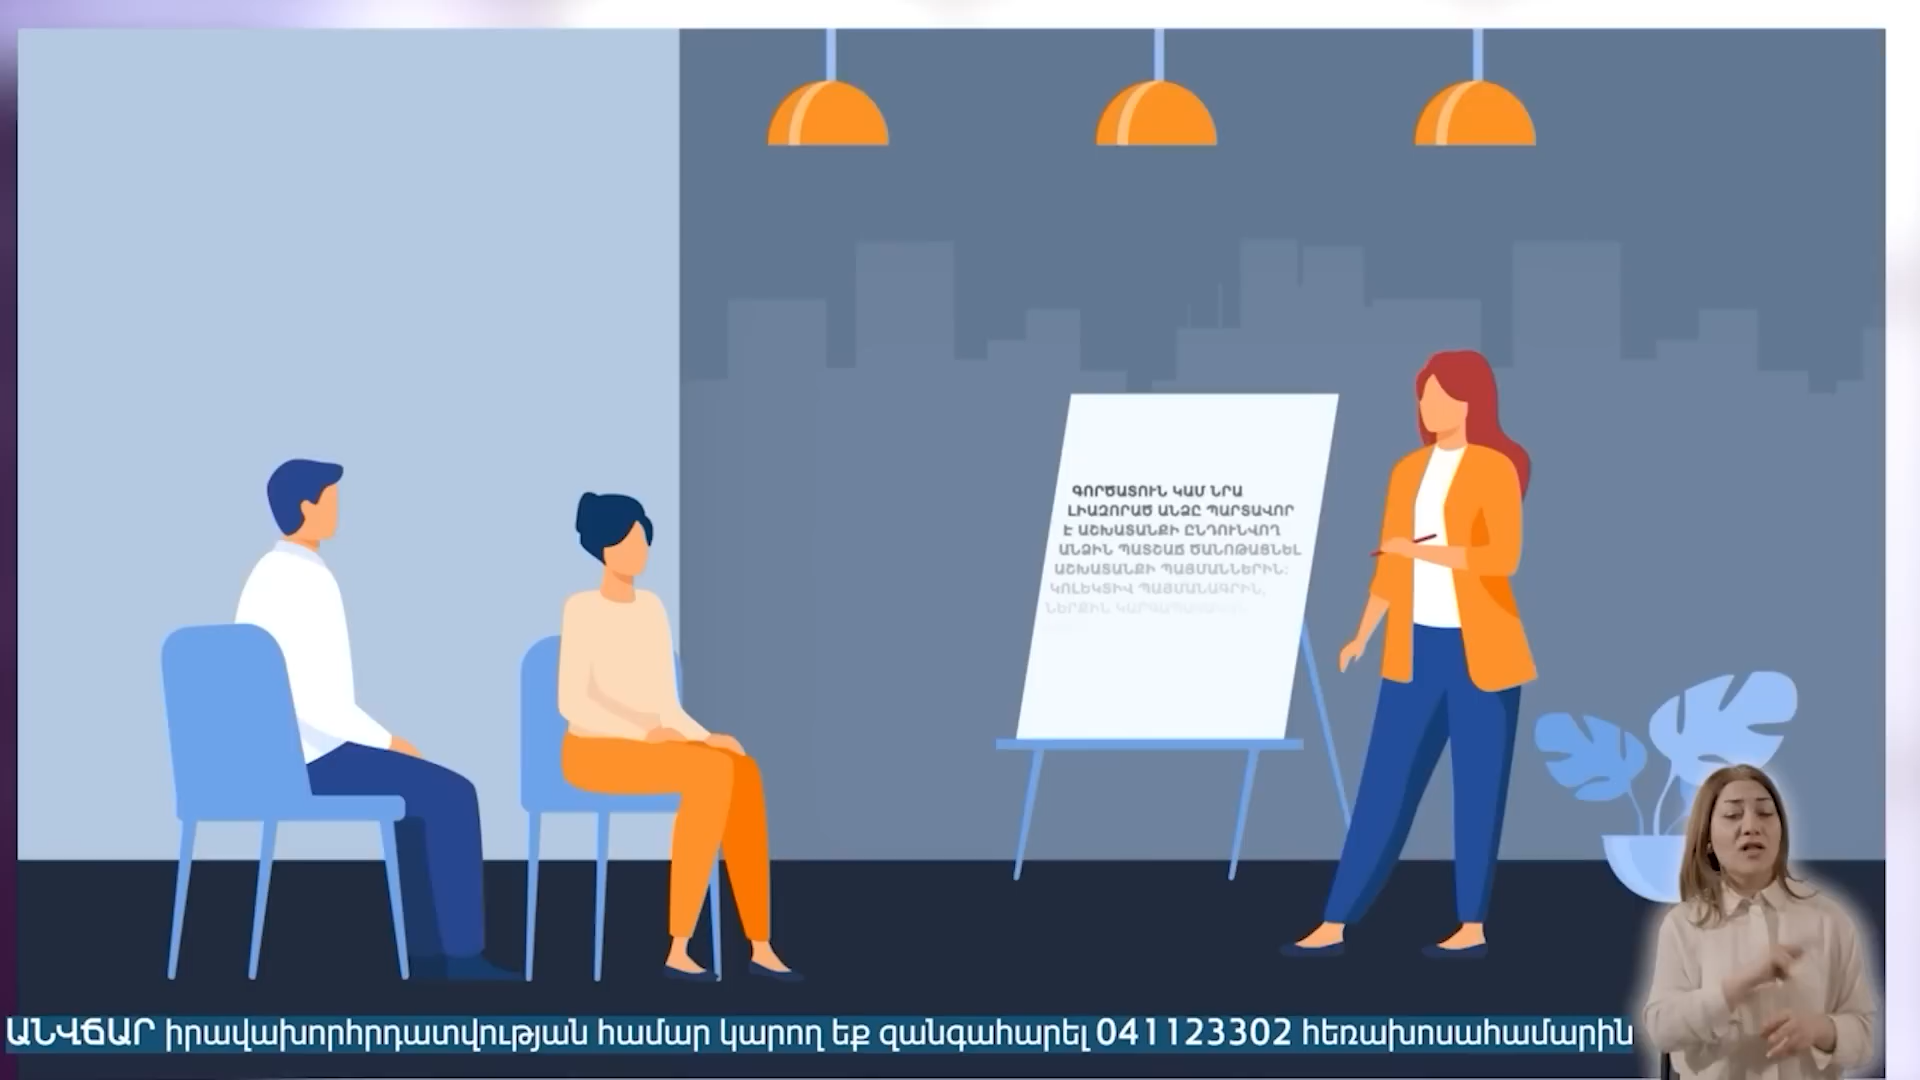 ԳՈՐԾԱՏՈՒՆ ԿԱՄ ՆՐԱ
ԼԻԱԶՈՐԱԾ ԱՆՁԸ ՊԱՐՏԱՎՈՐ
Է ԱՇԽԱՏԱՆՔԻ ԸՆԴՈՒՆՎՈՂ
ԱՆՁԻՆ ՊԱՏՇԱՃ ԾԱՆՈԹԱՑՆԵԼ
ԱՇԽԱՏԱՆՔԻ ՊԱՅՄԱՆՆԵՐԻՆ:
ԿՈԼԵԿՏԻՎ ՊԱՅՄԱՆԱԳՐԻՆ,
ՆԵՐՔԻՆ
ԱՆՎՃԱՐ իրավախորհրդատվության համար կարող եք զանգահարել 041123302 հեռախոսահամարին